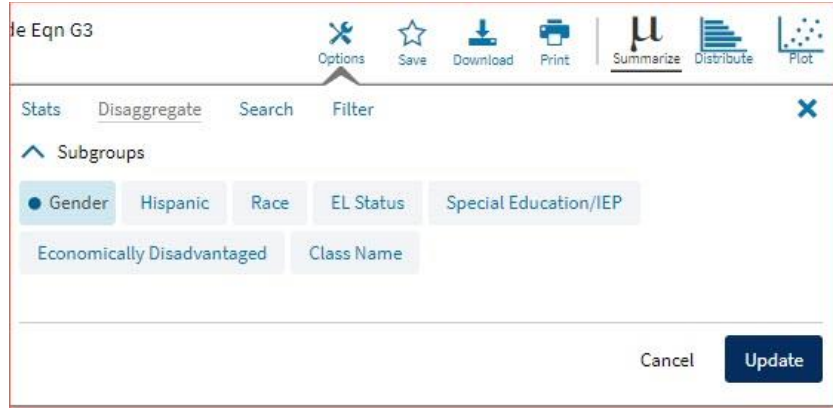 de Eqn G3
Options Save Download Print μ Summarize Distribute Plot
Stats Disaggregate Search Filter
Subgroups
Gender Hispanic Race EL Status Special Education/IEP
Economically Disadvantaged Class Name
Cancel Update